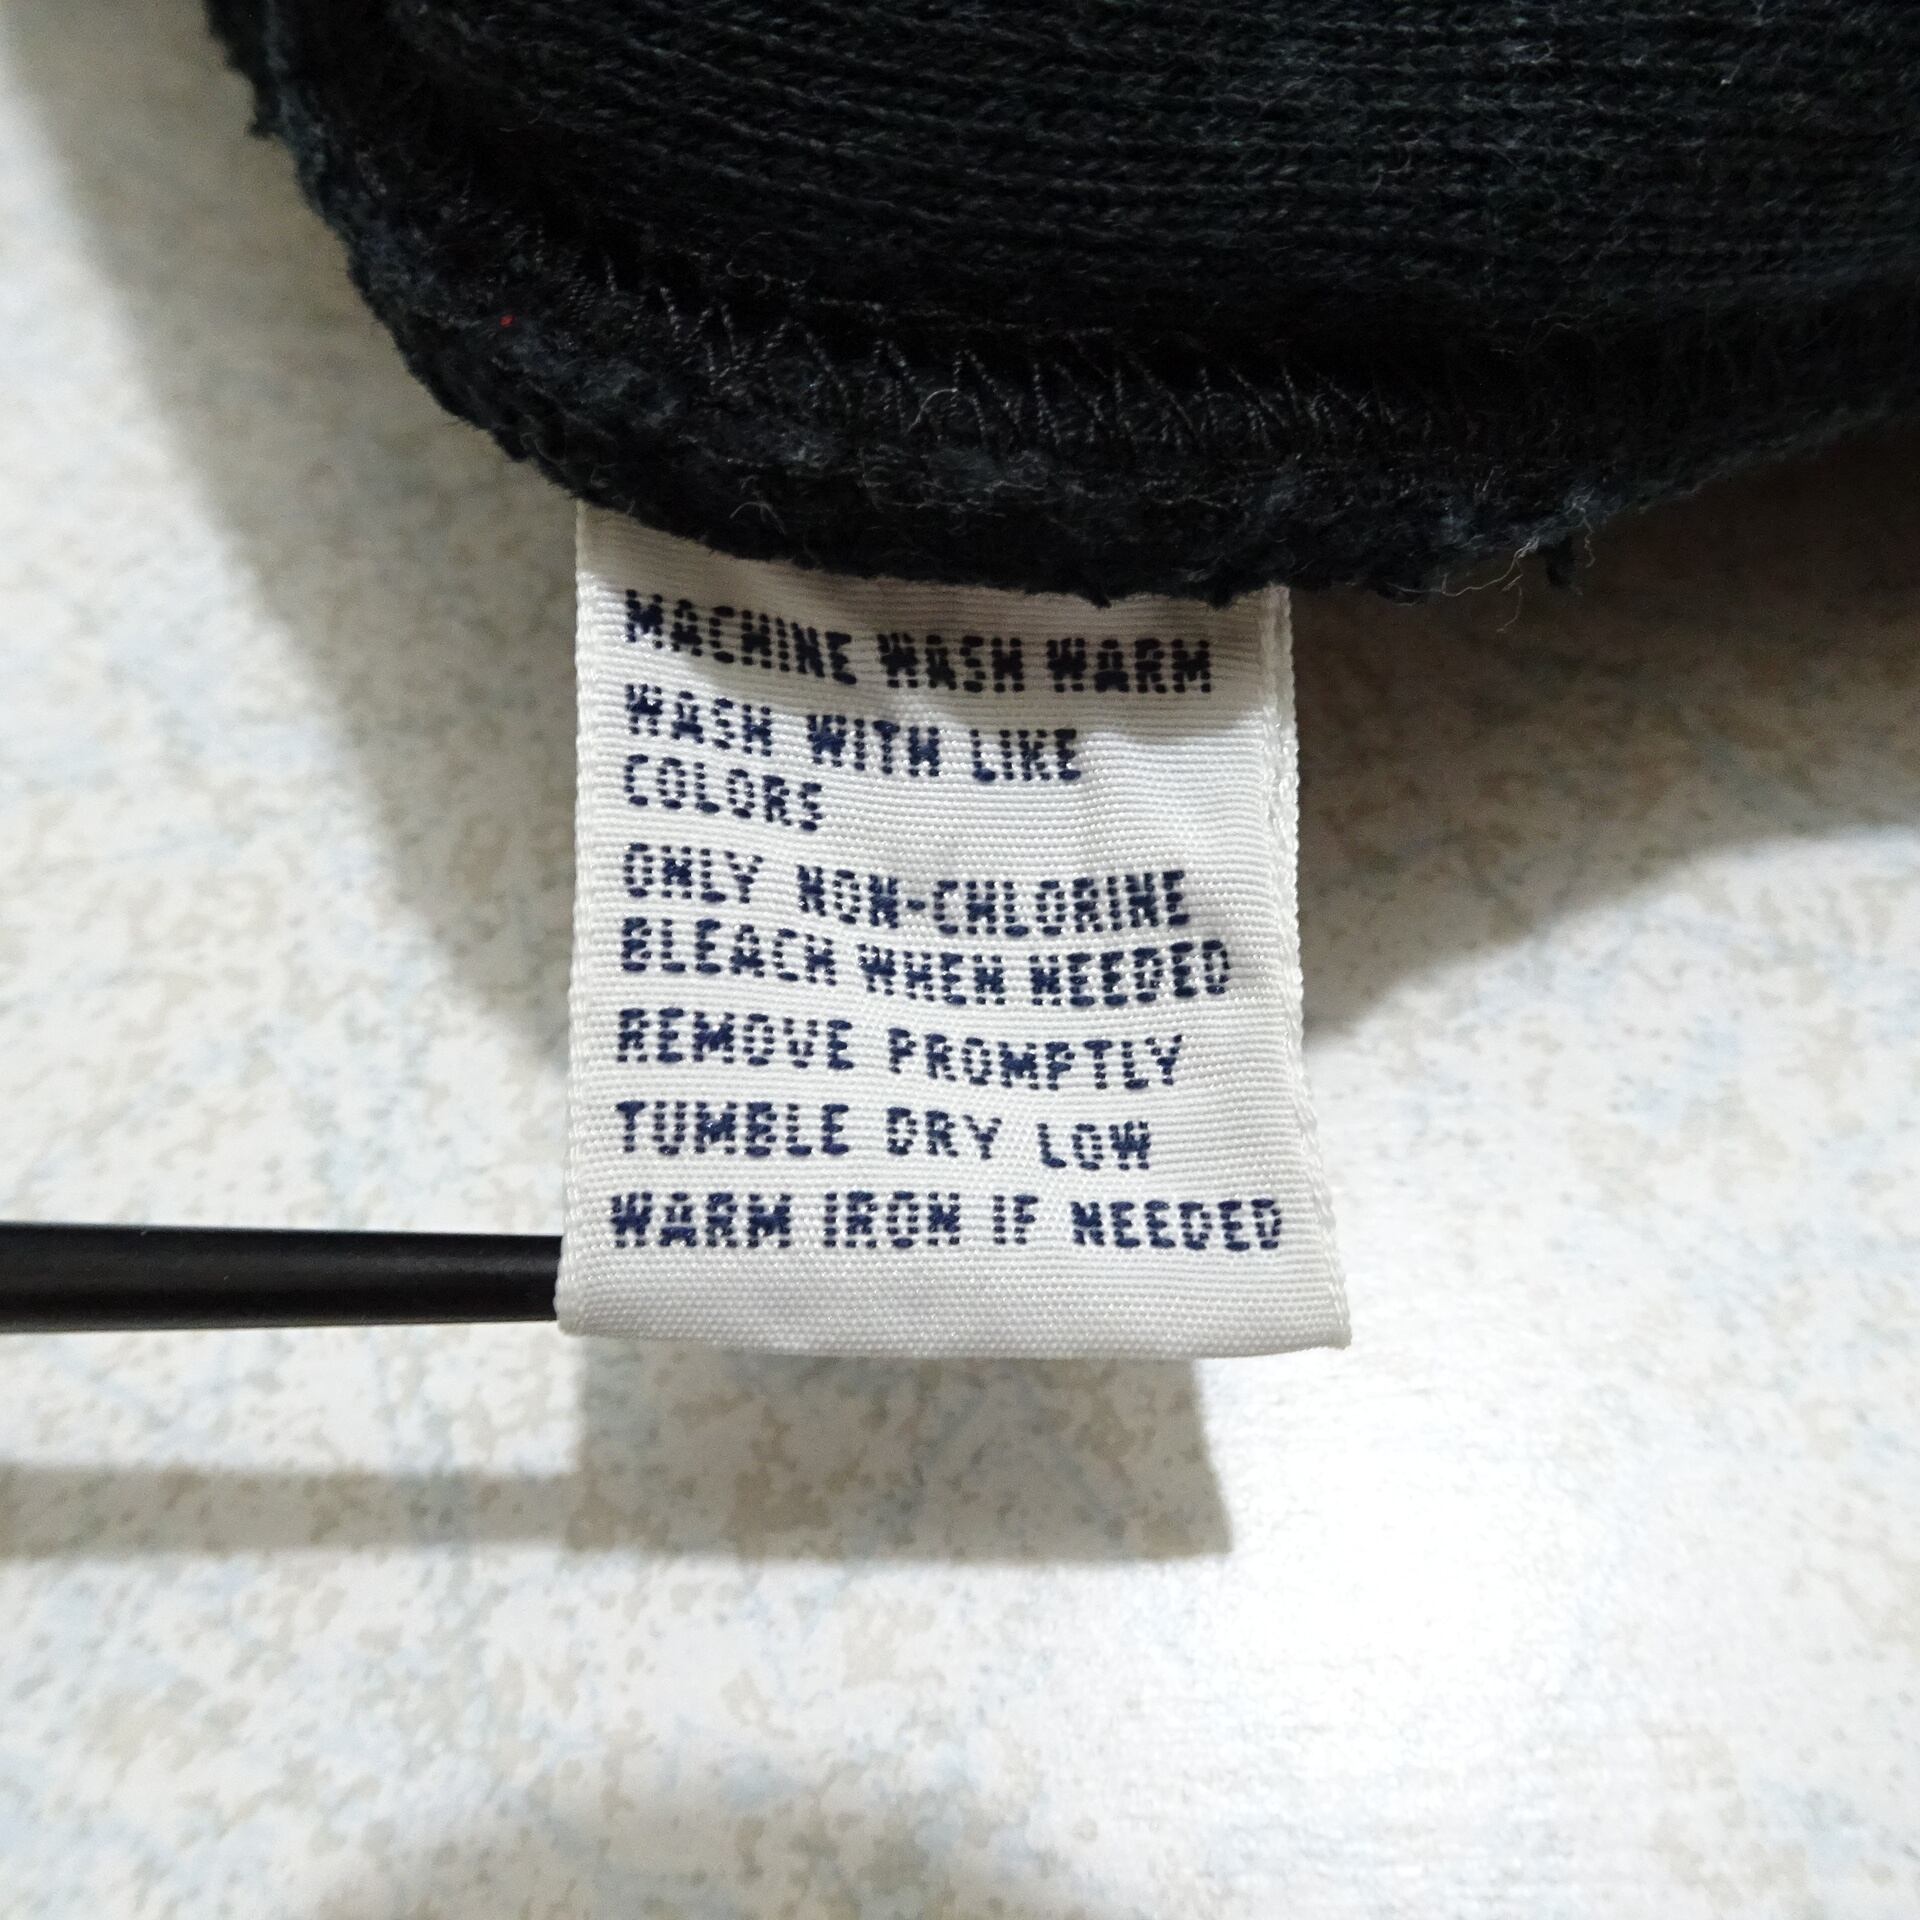 MACHINE WASH WARM
WASH WITH LIKE
COLORS
ONLY NON-CHLORINE
BLEACH WHEN NEEDED
REMOVE PROMPTLY
TUMBLE DRY LOW
WARM IRON IF NEEDED